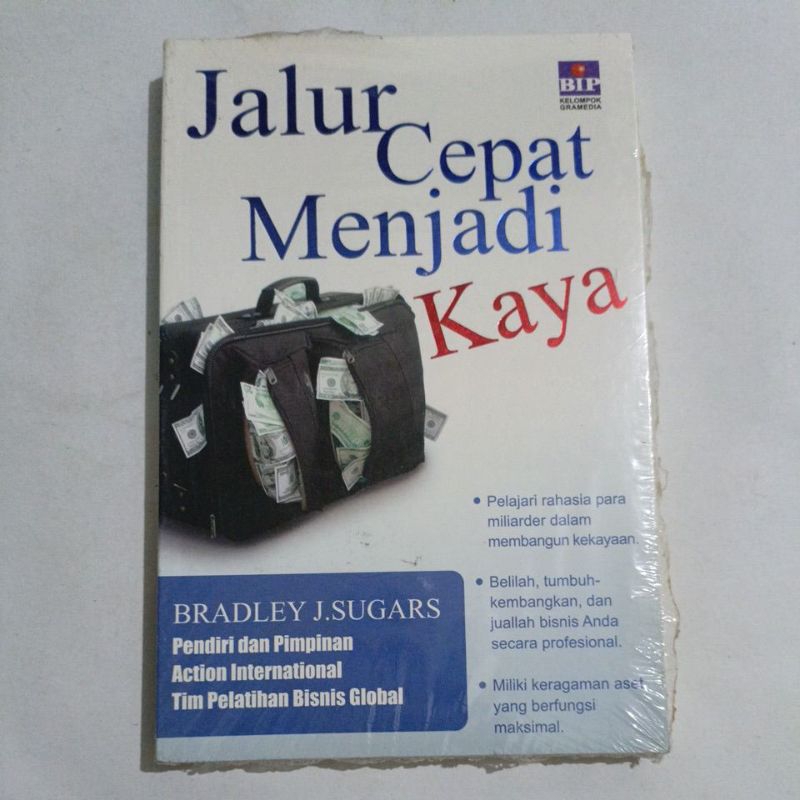 Jalur
Cepat
Menjadi
Kaya
BIP
KELOMPOK
GRAMEDIA
• Pelajari rahasia para
miliarder dalam
membangun kekayaan.
• Belilah, tumbuh-
kembangkan, dan
juallah bisnis Anda
secara profesional.
• Miliki keragaman aset
yang berfungsi
maksimal.
BRADLEY J.SUGARS
Pendiri dan Pimpinan
Action International
Tim Pelatihan Bisnis Global